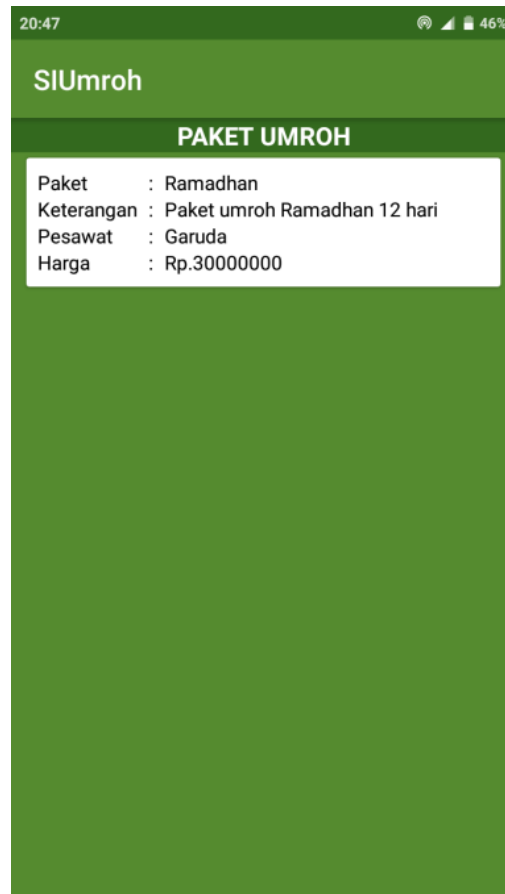 20:47 46%
SIUmroh
PAKET UMROH
Paket : Ramadhan
Keterangan : Paket umroh Ramadhan 12 hari
Pesawat : Garuda
Harga : Rp.30000000